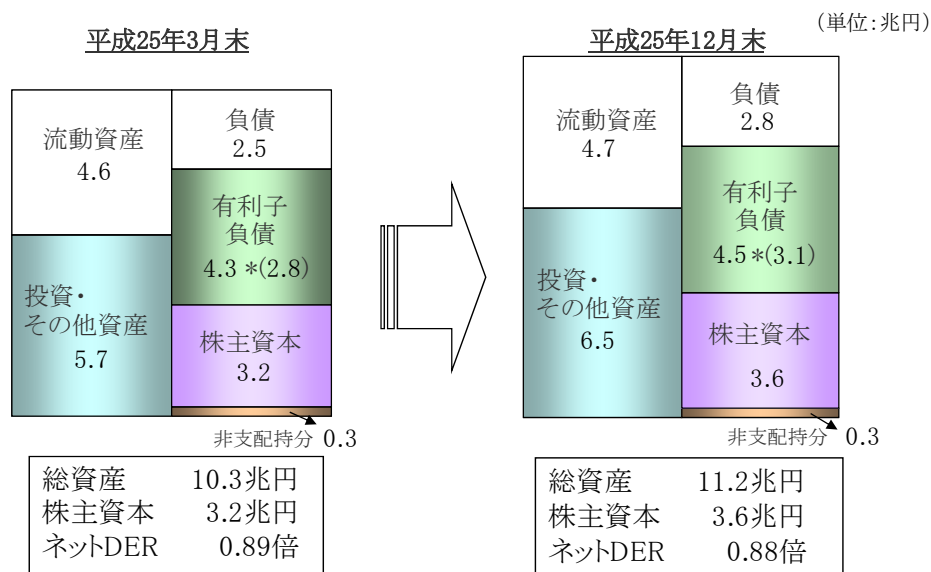 (単位:兆円)
平成25年3月末
流動資産
4.6
負債
2.5
有利子
負債
4.3 *(2.8)
投資・
その他資産
5.7
株主資本
3.2
非支配持分 0.3
総資産 10.3兆円
株主資本 3.2兆円
ネットDER 0.89倍
平成25年12月末
流動資産
4.7
負債
2.8
有利子
負債
4.5 *(3.1)
投資・
その他資産
6.5
株主資本
3.6
非支配持分 0.3
総資産 11.2兆円
株主資本 3.6兆円
ネットDER 0.88倍